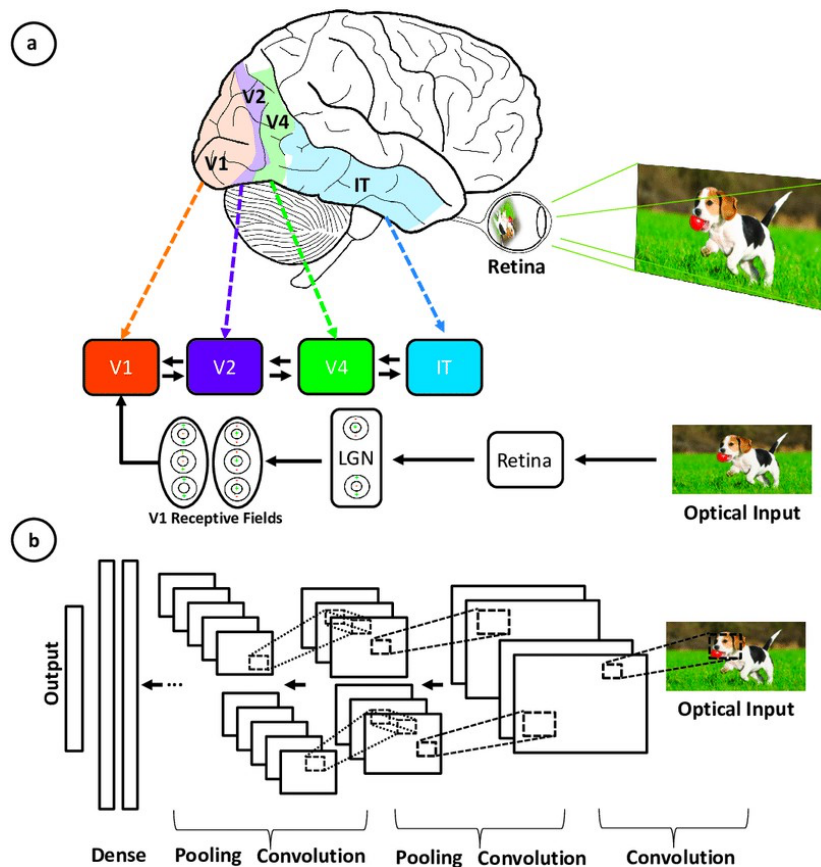 a
V2
V4
V1
IT
Retina
V1
V2
V4
IT
LGN
Retina
V1 Receptive Fields
Optical Input
b
Output
Optical Input
...
Dense
Pooling
Convolution
Pooling
Convolution
Convolution